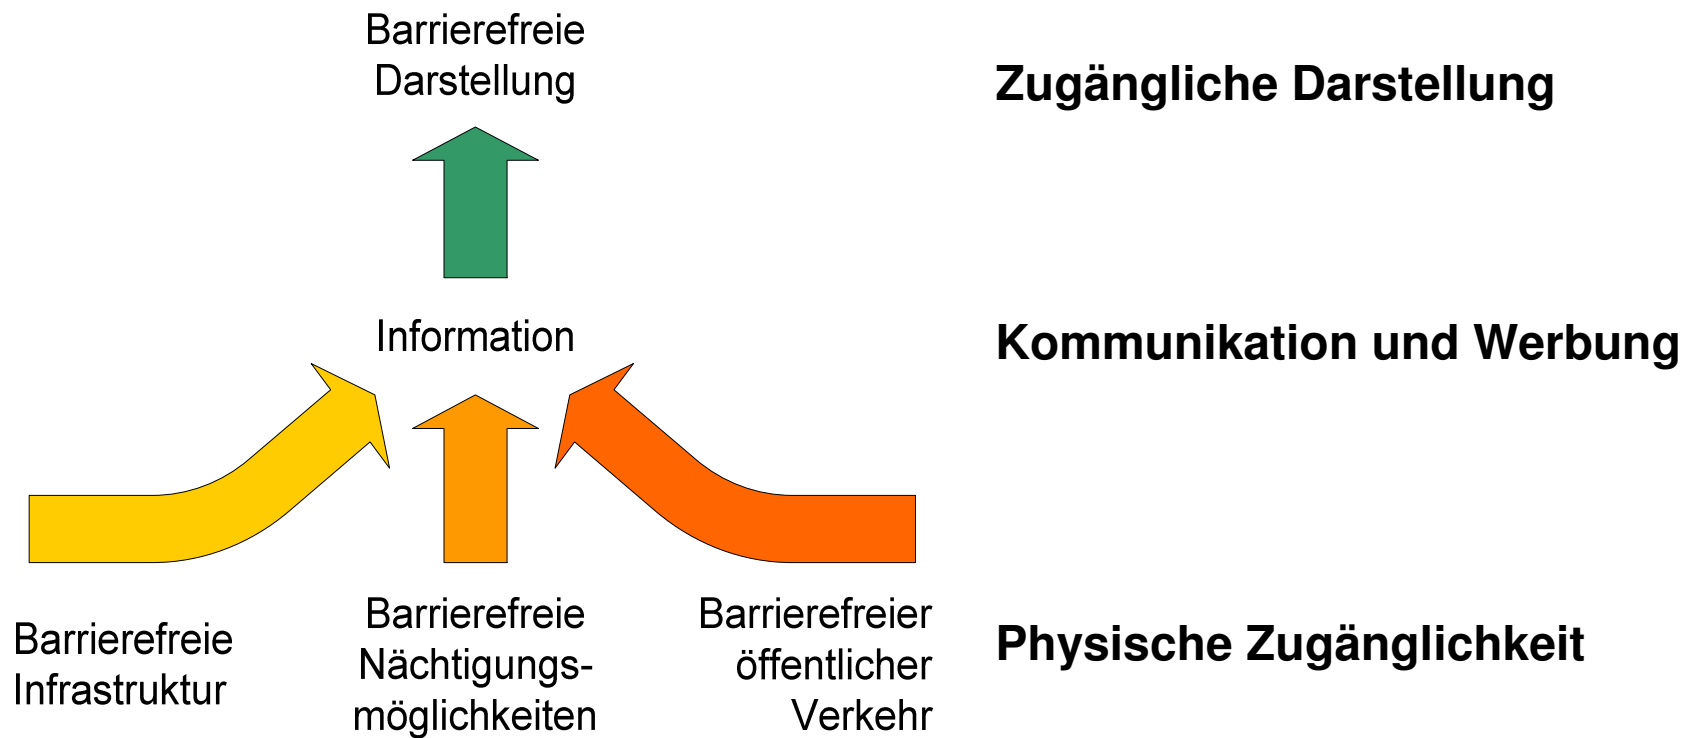 Barrierefreie
Darstellung
Zugängliche Darstellung
Information
Kommunikation und Werbung
Barrierefreie
Infrastruktur
Barrierefreie
Nächtigungs-
möglichkeiten
Barrierefreier
öffentlicher
Verkehr
Physische Zugänglichkeit